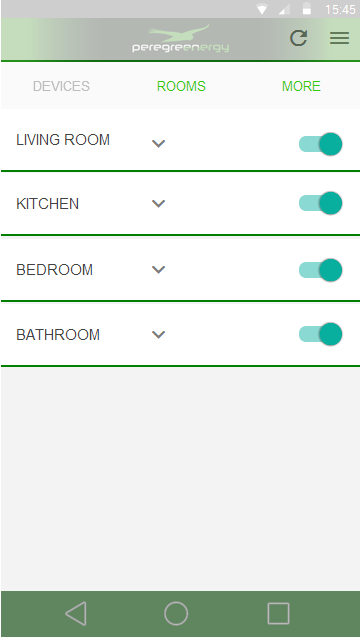 15:45
peregreenergy
DEVICES ROOMS MORE
LIVING ROOM
KITCHEN
BEDROOM
BATHROOM